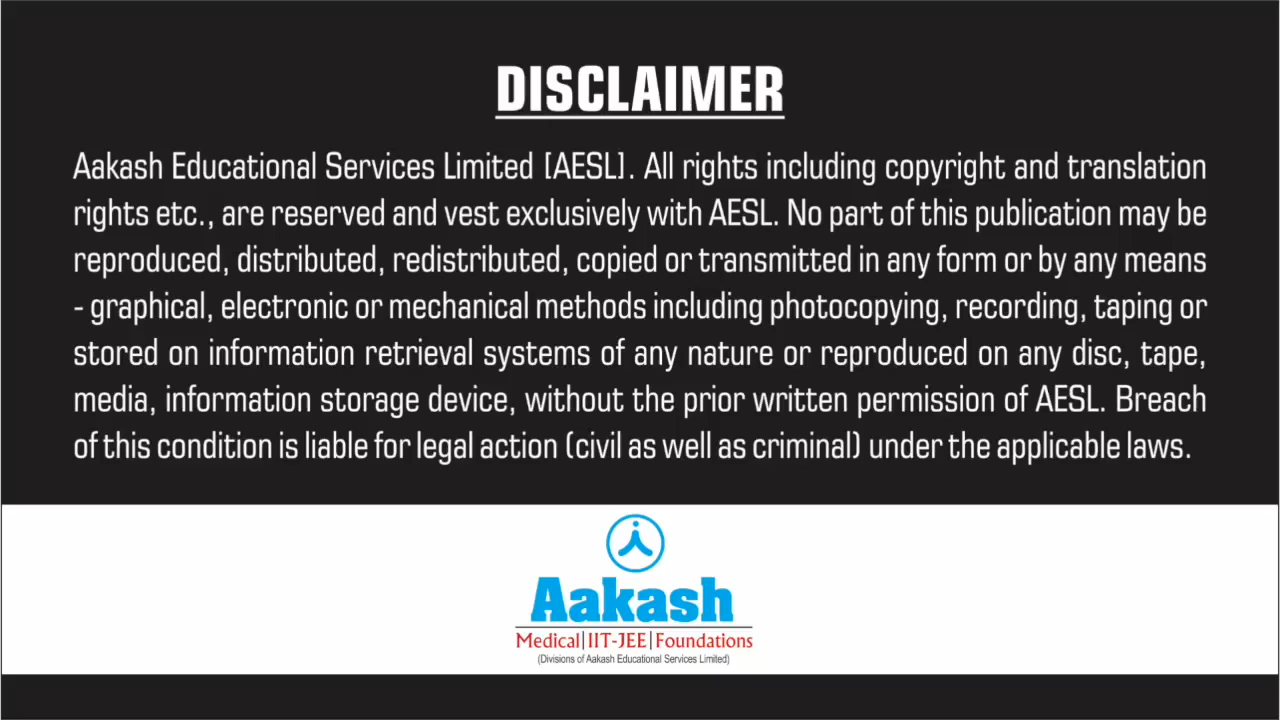 DISCLAIMER
Aakash Educational Services Limited [AESL]. All rights including copyright and translation
rights etc., are reserved and vest exclusively with AESL. No part of this publication may be
reproduced, distributed, redistributed, copied or transmitted in any form or by any means
- graphical, electronic or mechanical methods including photocopying, recording, taping or
stored on information retrieval systems of any nature or reproduced on any disc, tape,
media, information storage device, without the prior written permission of AESL. Breach
of this condition is liable for legal action (civil as well as criminal) under the applicable laws.
Aakash
Medical|IIT-JEE|Foundations
(Divisions of Aakash Educational Services Limited)